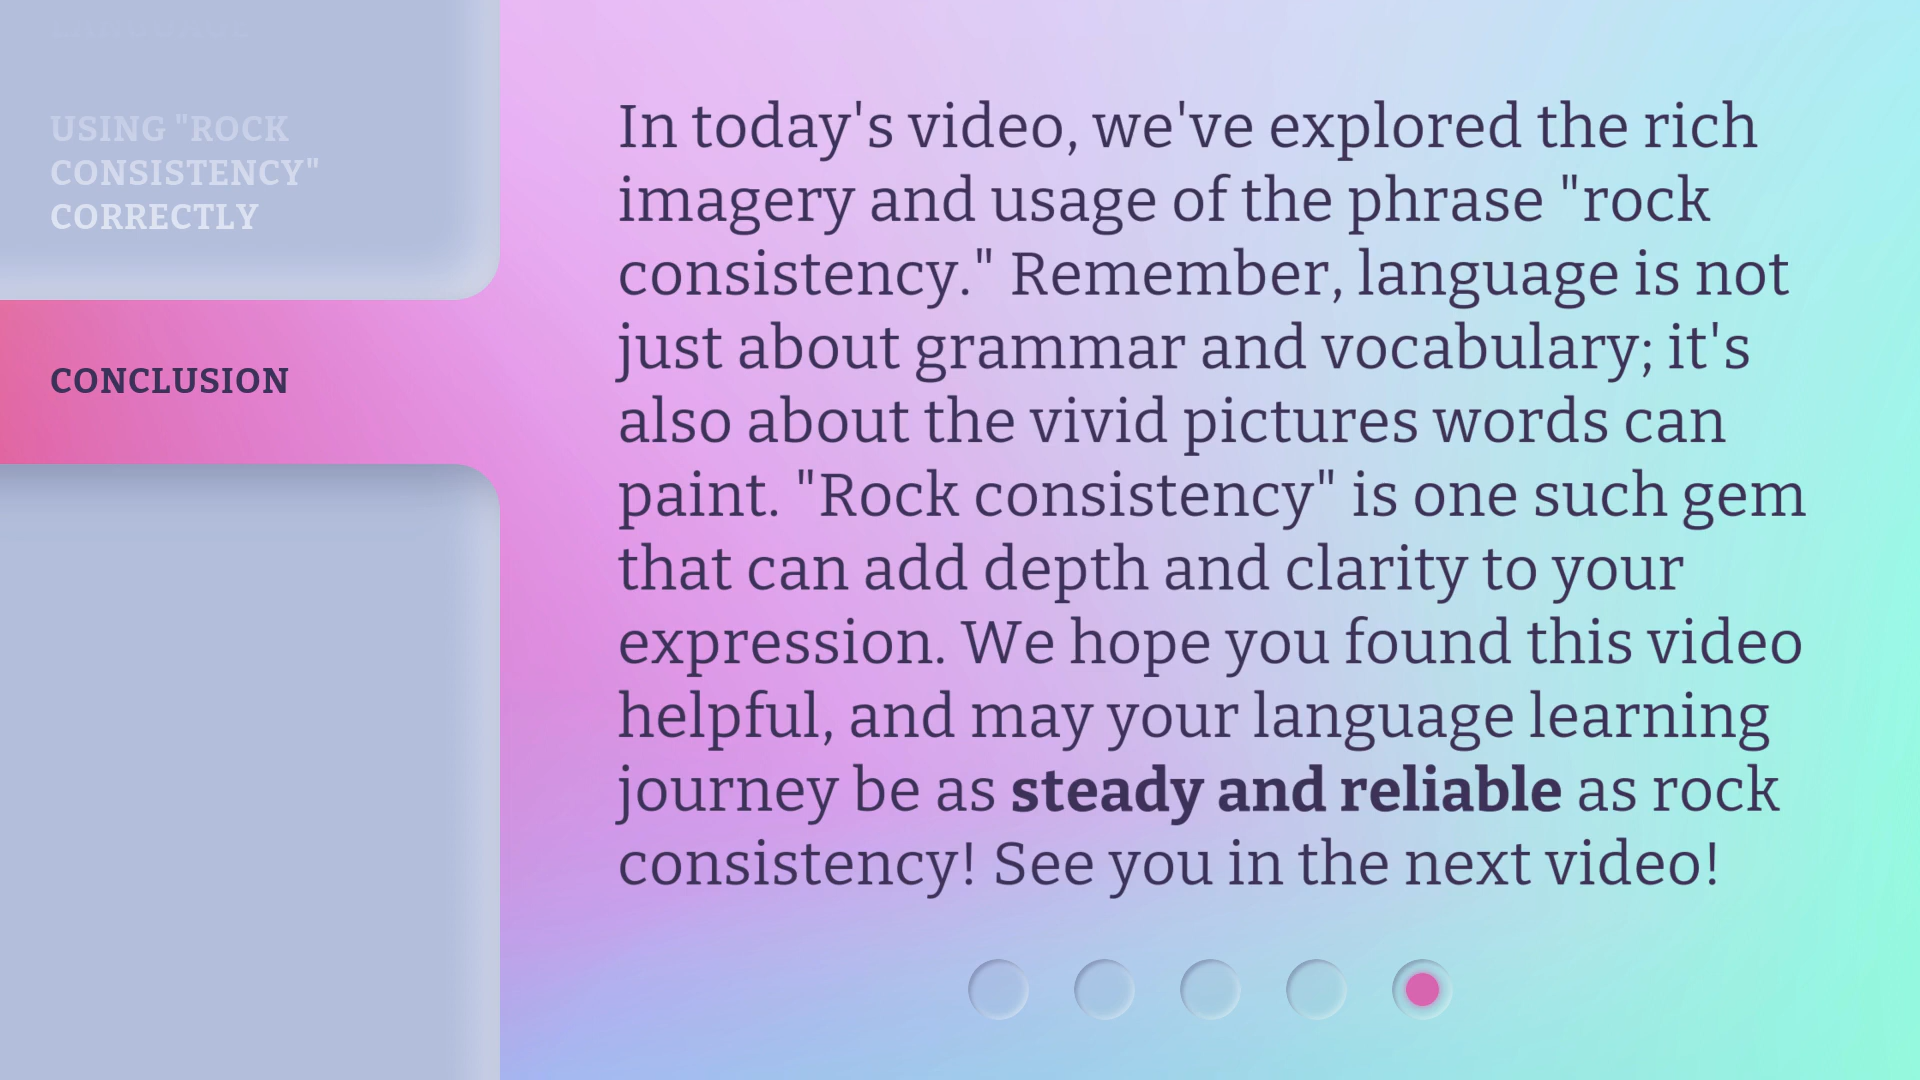 USING "ROCK
CONSISTENCY"
CORRECTLY
CONCLUSION
In today's video, we've explored the rich
imagery and usage of the phrase "rock
consistency." Remember, language is not
just about grammar and vocabulary; it's
also about the vivid pictures words can
paint. "Rock consistency" is one such gem
that can add depth and clarity to your
expression. We hope you found this video
helpful, and may your language learning
journey be as steady and reliable as rock
consistency! See you in the next video!